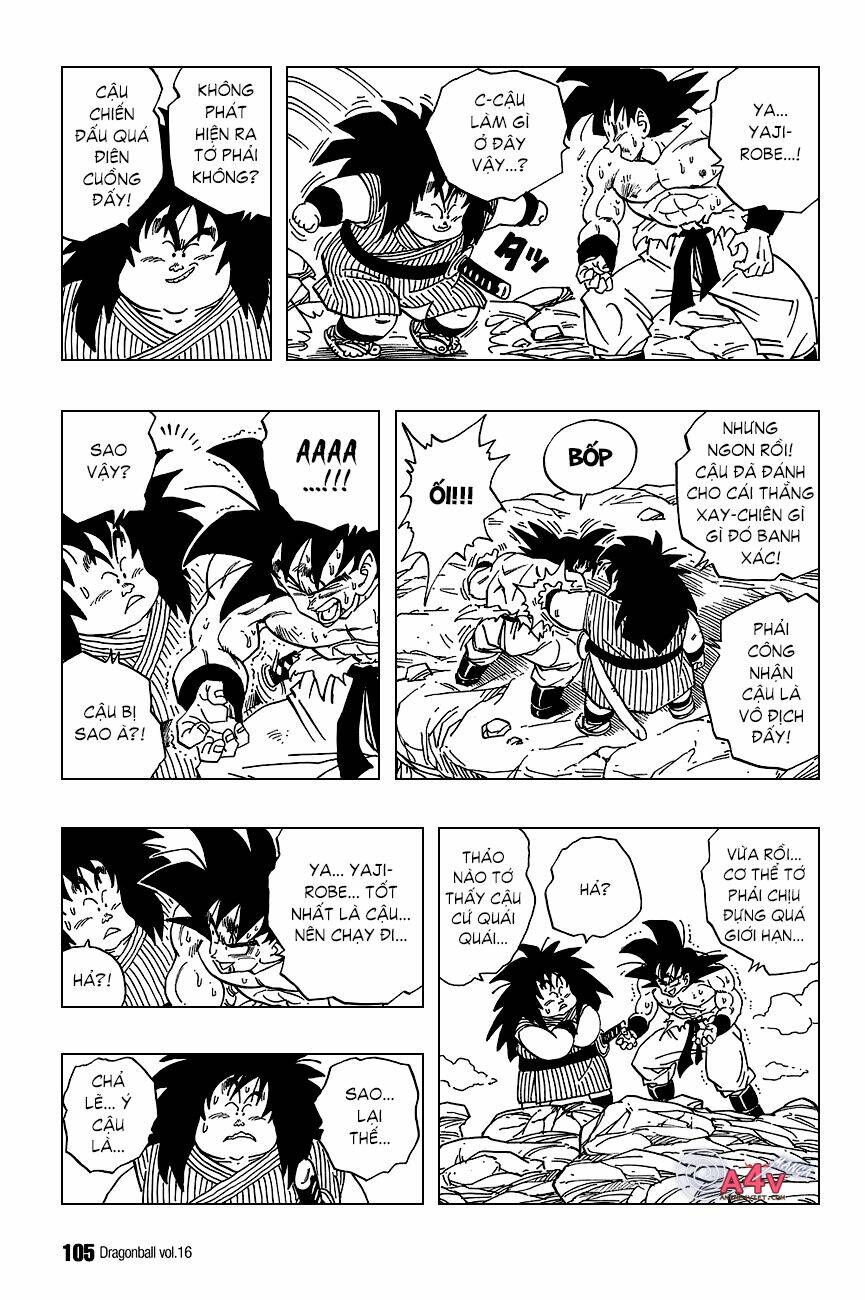 YA...
YAJI-
ROBE...!
C-CẬU
LÀM GÌ
Ở ĐÂY
VẬY...?
タッ
KHÔNG
PHÁT
HIỆN RA
TỚ PHẢI
KHÔNG?
CẬU
CHIẾN
ĐẤU QUÁ
ĐIÊN
CUỒNG
ĐẤY!
NHƯNG
NGON RỒI!
CẬU ĐÃ ĐÁNH
CHO CÁI THẰNG
XAY-CHIÊN GÌ
GÌ ĐÓ BANH
XÁC!
PHẢI
CÔNG
NHẬN
CẬU LÀ
VÔ ĐỊCH
ĐẤY!
BỐP
ỐI!!!
AAAA
...!!!
SAO
VẬY?
CẬU BỊ
SAO À?!
VỪA RỒI...
CƠ THỂ TỚ
PHẢI CHỊU
ĐỰNG QUÁ
GIỚI HẠN...
HẢ?
THẢO
NÀO TỚ
THẤY CẬU
CỨ QUÁI
QUÁI...
YA... YAJI-
ROBE... TỐT
NHẤT LÀ CẬU...
NÊN CHẠY ĐI...
HẢ?!
SAO...
LẠI
THẾ...
CHẢ
LẼ... Ý
CẬU
LÀ...
A4V
105 Dragonball vol.16